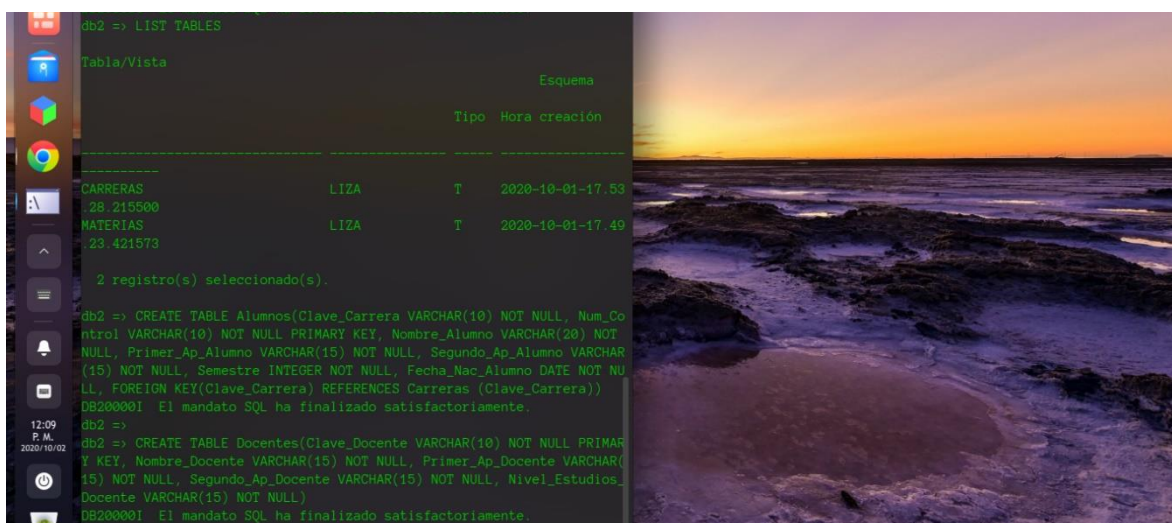 db2 => LIST TABLES
Tabla/Vista
Esquema
Tipo Hora creación
------------------------------- --------------- ----- ----------------
----------
CARRERAS LIZA T 2020-10-01-17.53
.28.215500
MATERIAS LIZA T 2020-10-01-17.49
.23.421573
2 registro(s) seleccionado(s).
db2 => CREATE TABLE Alumnos(Clave_Carrera VARCHAR(10) NOT NULL, Num_Co
ntrol VARCHAR(10) NOT NULL PRIMARY KEY, Nombre_Alumno VARCHAR(20) NOT
NULL, Primer_Ap_Alumno VARCHAR(15) NOT NULL, Segundo_Ap_Alumno VARCHAR
(15) NOT NULL, Semestre INTEGER NOT NULL, Fecha_Nac_Alumno DATE NOT NU
LL, FOREIGN KEY(Clave_Carrera) REFERENCES Carreras (Clave_Carrera))
DB20000I El mandato SQL ha finalizado satisfactoriamente.
db2 =>
db2 => CREATE TABLE Docentes(Clave_Docente VARCHAR(10) NOT NULL PRIMAR
Y KEY, Nombre_Docente VARCHAR(15) NOT NULL, Primer_Ap_Docente VARCHAR(
15) NOT NULL, Segundo_Ap_Docente VARCHAR(15) NOT NULL, Nivel_Estudios_
Docente VARCHAR(15) NOT NULL)
DB20000I El mandato SQL ha finalizado satisfactoriamente.
:\
12:09
P. M.
2020/10/02